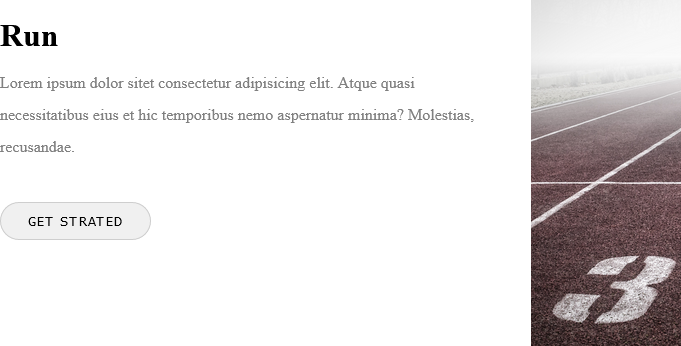 Run
Lorem ipsum dolor sitet consectetur adipisicing elit. Atque quasi
necessitatibus eius et hic temporibus nemo aspernatur minima? Molestias,
recusandae.
GET STRATED
3